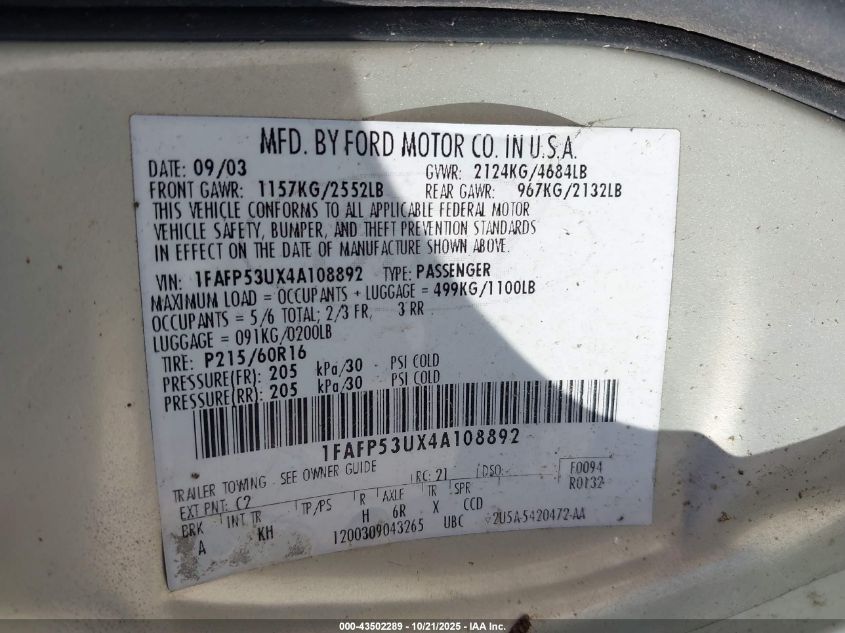 MFD. BY FORD MOTOR CO. IN U.S.A.
DATE: 09/03 GVWR: 2124KG/4684LB
FRONT GAWR: 1157KG/2552LB REAR GAWR: 967KG/2132LB
THIS VEHICLE CONFORMS TO ALL APPLICABLE FEDERAL MOTOR
VEHICLE SAFETY, BUMPER, AND THEFT PREVENTION STANDARDS
IN EFFECT ON THE DATE OF MANUFACTURE SHOWN ABOVE.
VIN: 1FAFP53UX4A108892 TYPE: PASSENGER
MAXIMUM LOAD = OCCUPANTS + LUGGAGE = 499KG/1100LB
OCCUPANTS = 5/6 TOTAL; 2/3 FR, 3 RR
LUGGAGE = 091KG/0200LB
TIRE: P215/60R16
PRESSURE(FR): 205 kPa/30 PSI COLD
PRESSURE(RR): 205 kPa/30 PSI COLD
1FAFP53UX4A108892
TRAILER TOWING - SEE OWNER GUIDE RC: 21 DSO: F0094
EXT PNT: C2 R0132
BRK INT TR TP/PS R AXLE TR SPR
A KH H 6R X CCD
1200309043265 UBC 2U5A-5420472-AA
000-43502289 - 10/21/2025 - IAA Inc.